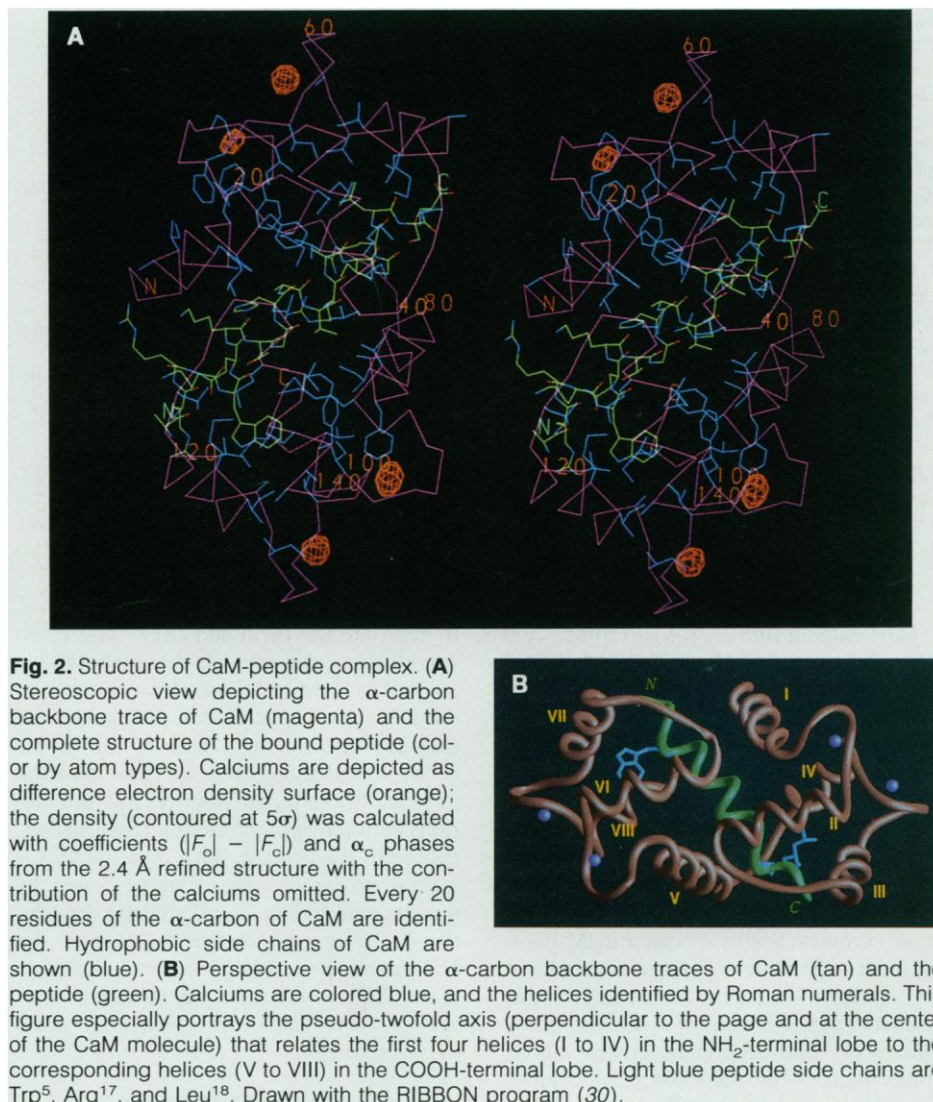 A
60
60
20
20
C
C
N
N
40 80
40 80
C
N
N
120
100
140
120
10
140
Fig. 2. Structure of CaM-peptide complex. (A)
Stereoscopic view depicting the α-carbon
backbone trace of CaM (magenta) and the
complete structure of the bound peptide (col-
or by atom types). Calciums are depicted as
difference electron density surface (orange);
the density (contoured at 5σ) was calculated
with coefficients (|Fo| − |Fc|) and αc phases
from the 2.4 Å refined structure with the con-
tribution of the calciums omitted. Every 20
residues of the α-carbon of CaM are identi-
fied. Hydrophobic side chains of CaM are
B
N
I
VII
IV
VI
II
VIII
V
III
C
shown (blue). (B) Perspective view of the α-carbon backbone traces of CaM (tan) and the
peptide (green). Calciums are colored blue, and the helices identified by Roman numerals. Thi
figure especially portrays the pseudo-twofold axis (perpendicular to the page and at the cente
of the CaM molecule) that relates the first four helices (I to IV) in the NH2-terminal lobe to the
corresponding helices (V to VIII) in the COOH-terminal lobe. Light blue peptide side chains are
Trp5, Arg17, and Leu18. Drawn with the RIBBON program (30).